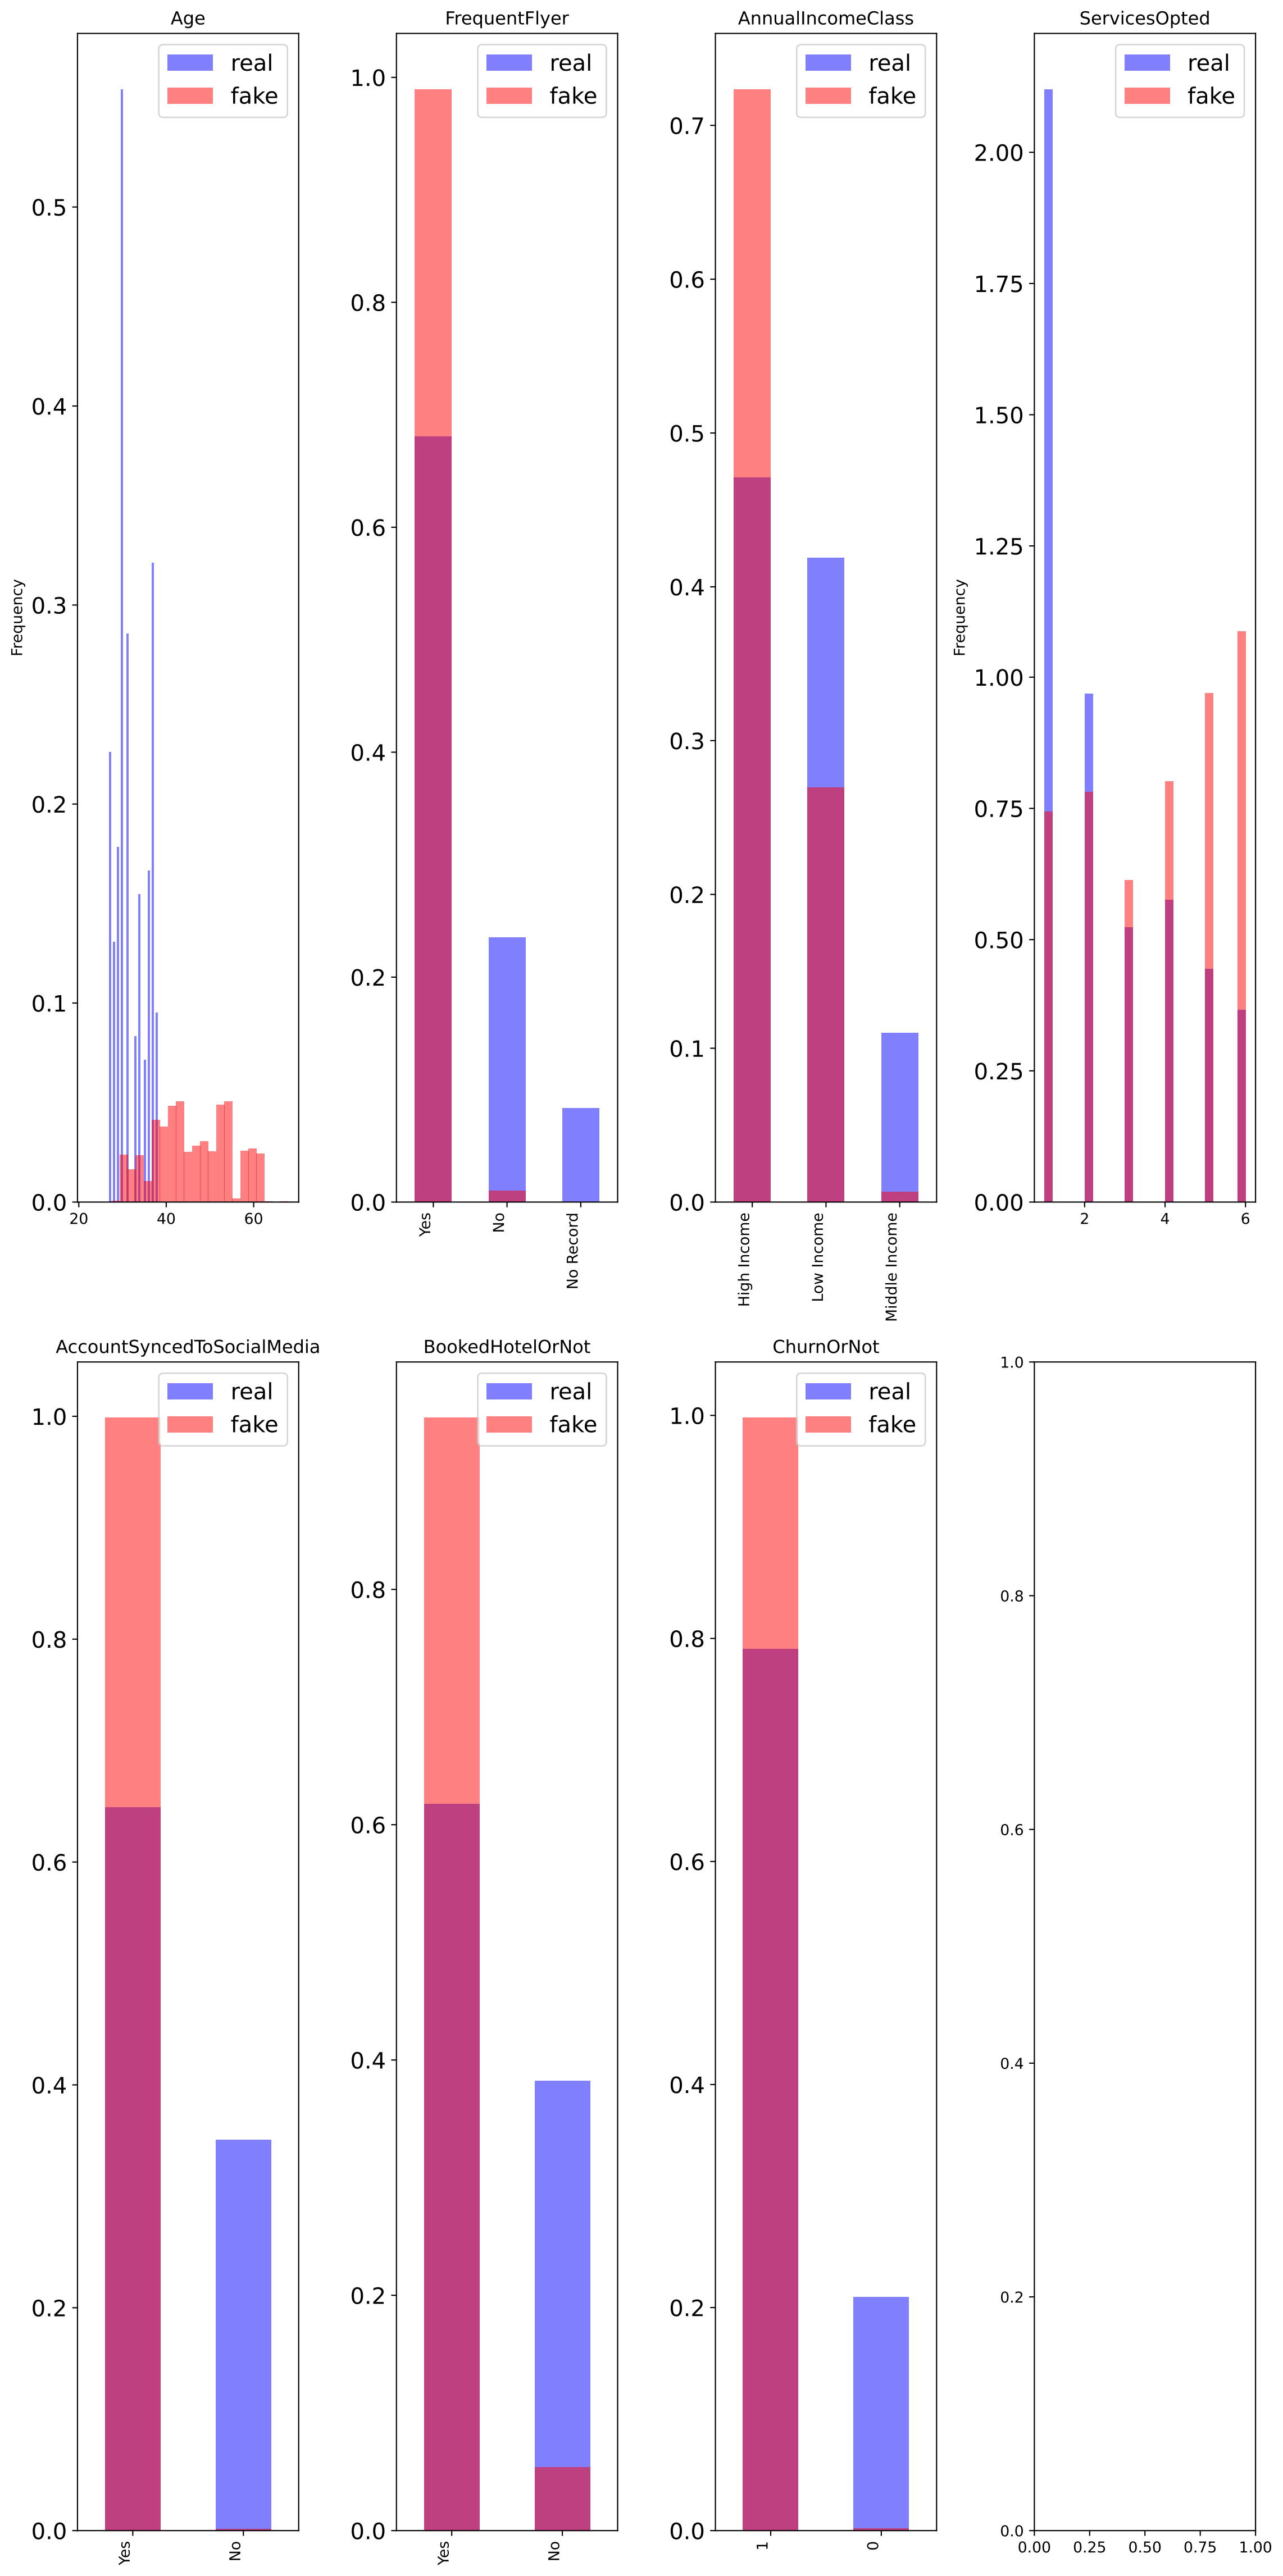 Age
real
fake
0.5
0.4
0.3
0.2
0.1
0.0
Frequency
20 40 60
FrequentFlyer
real
fake
1.0
0.8
0.6
0.4
0.2
0.0
Yes
No
No Record
AnnualIncomeClass
real
fake
0.7
0.6
0.5
0.4
0.3
0.2
0.1
0.0
High Income
Low Income
Middle Income
ServicesOpted
real
fake
2.00
1.75
1.50
1.25
1.00
0.75
0.50
0.25
0.00
Frequency
2 4 6
AccountSyncedToSocialMedia
real
fake
1.0
0.8
0.6
0.4
0.2
0.0
Yes
No
BookedHotelOrNot
real
fake
0.8
0.6
0.4
0.2
0.0
Yes
No
ChurnOrNot
real
fake
1.0
0.8
0.6
0.4
0.2
0.0
1
0
1.0
0.8
0.6
0.4
0.2
0.0
0.00 0.25 0.50 0.75 1.00